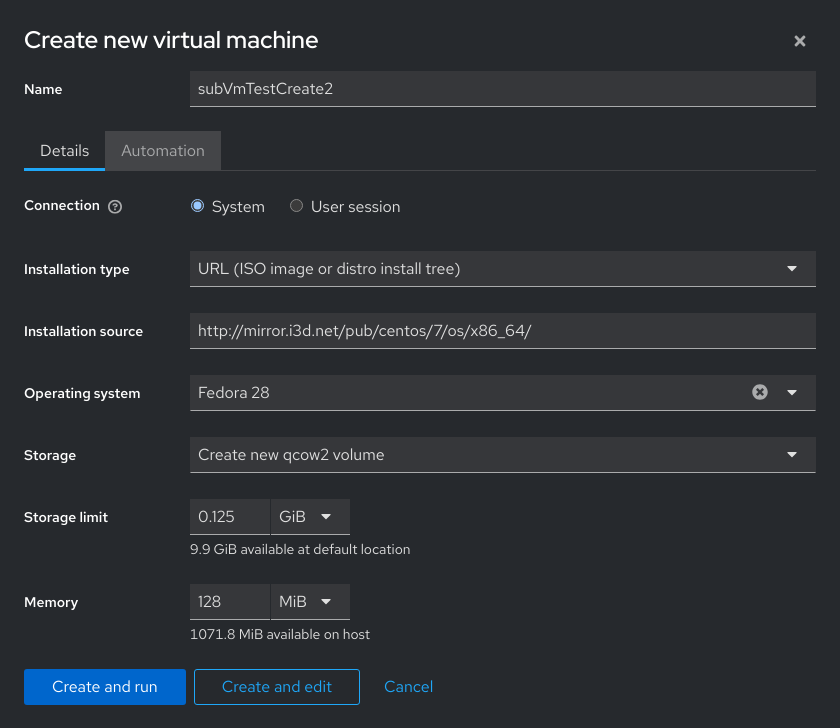 Create new virtual machine
Name
subVmTestCreate2
Details Automation
Connection System User session
Installation type URL (ISO image or distro install tree)
Installation source http://mirror.i3d.net/pub/centos/7/os/x86_64/
Operating system Fedora 28
Storage Create new qcow2 volume
Storage limit 0.125 GiB
9.9 GiB available at default location
Memory 128 MiB
1071.8 MiB available on host
Create and run Create and edit Cancel